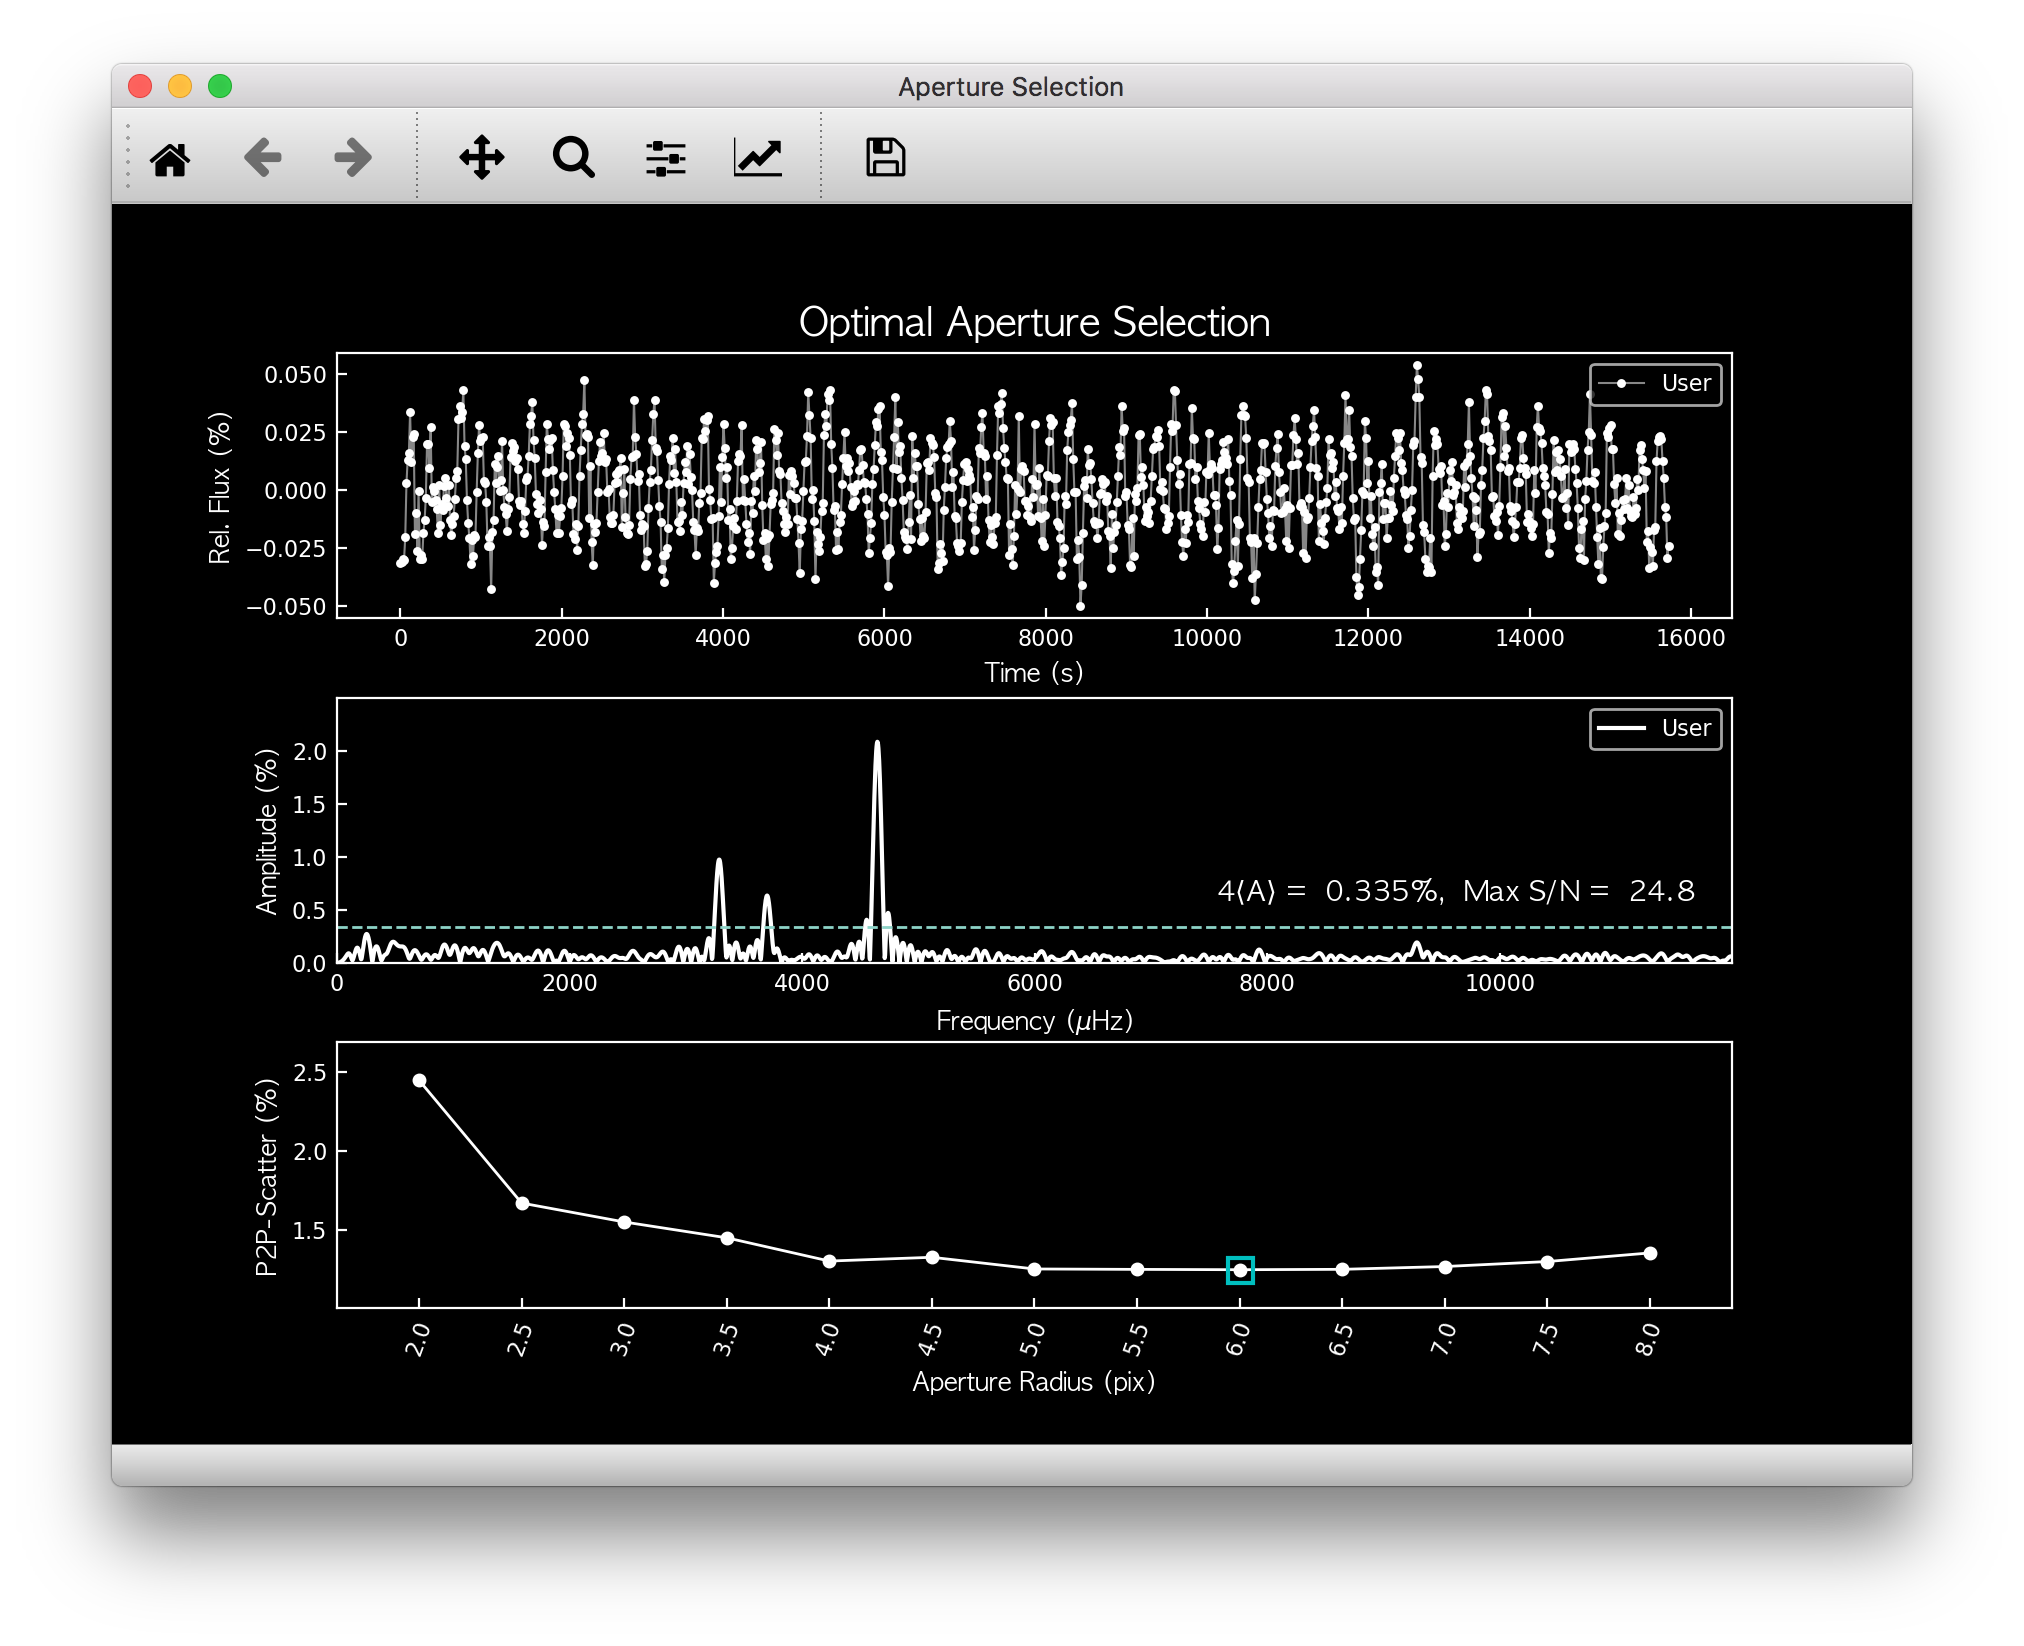 Aperture Selection
Optimal Aperture Selection
Rel. Flux (%)
0.050
0.025
0.000
−0.025
−0.050
User
0 2000 4000 6000 8000 10000 12000 14000 16000
Time (s)
Amplitude (%)
2.0
1.5
1.0
0.5
0.0
User
4⟨A⟩ = 0.335%, Max S/N = 24.8
0 2000 4000 6000 8000 10000
Frequency (μHz)
P2P-Scatter (%)
2.5
2.0
1.5
2.0 2.5 3.0 3.5 4.0 4.5 5.0 5.5 6.0 6.5 7.0 7.5 8.0
Aperture Radius (pix)